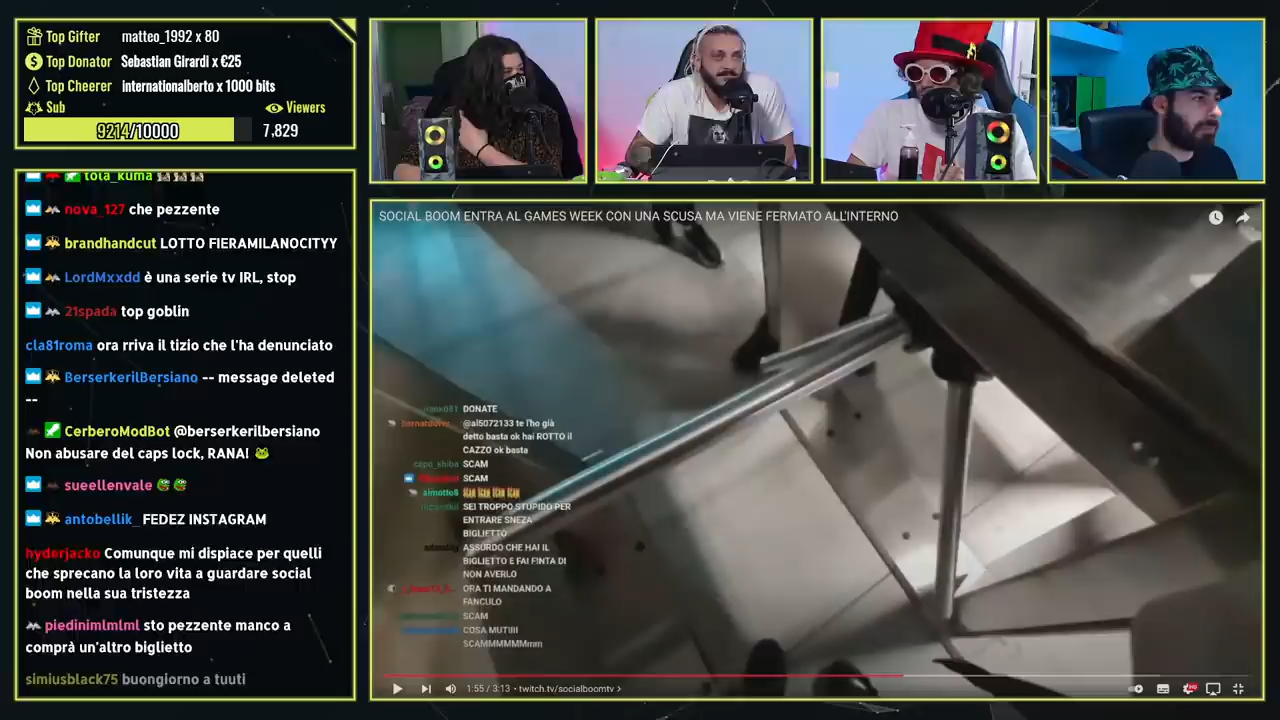 Top Gifter matteo_1992 x 80
Top Donator Sebastian Girardi x €25
Top Cheerer Internationalberto x 1000 bits
Sub Viewers
9214/10000 7,829
tota_kuma
nova_127 che pezzente
brandhandcut LOTTO FIERAMILANOCITYY
LordMxxdd è una serie tv IRL, stop
21spada top goblin
cla81roma ora rriva il tizio che l'ha denunciato
BerserkerilBersiano -- message deleted
--
CerberoModBot @berserkerilbersiano
Non abusare del caps lock, RANA!
sueellenvale
antobellik_ FEDEZ INSTAGRAM
hyderjacko Comunque mi dispiace per quelli
che sprecano la loro vita a guardare social
boom nella sua tristezza
piedinimlmlml sto pezzente manco a
comprà un'altro biglietto
simiusblack75 buongiorno a tuuti
SOCIAL BOOM ENTRA AL GAMES WEEK CON UNA SCUSA MA VIENE FERMATO ALL'INTERNO
DONATE
@al5072133 te l'ho già
detto basta ok hai ROTTO il
CAZZO ok basta
capo_shiba SCAM
SCAM
aimotto8
SEI TROPPO STUPIDO PER
ENTRARE SNEZA
BIGLIETTO
ASSURDO CHE HAI IL
BIGLIETTO E FAI FINTA DI
NON AVERLO
ORA TI MANDANDO A
FANCULO
SCAM
COSA MUTIIII
SCAMMMMMMmm
1:55 / 3:13 • twitch.tv/socialboomtv >